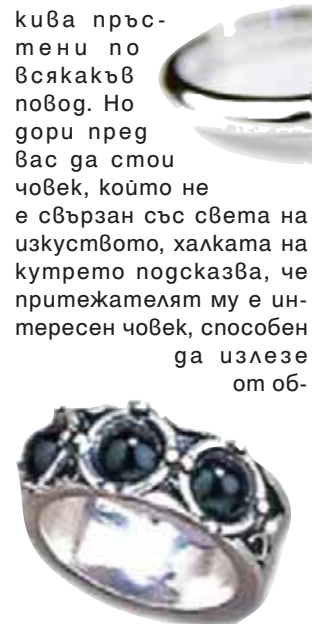 кива пръс-
тени по
всякакъв
повод. Но
дори пред
вас да стои
човек, който не
е свързан със света на
изкуството, халката на
кутрето подсказва, че
притежателят му е ин-
тересен човек, способен
да излезе
от об-